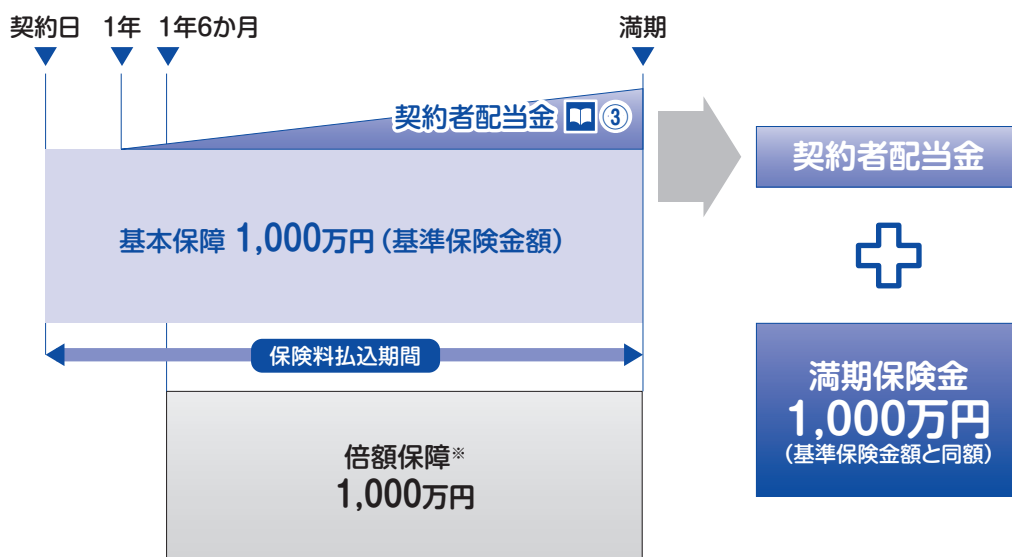 契約日 1年 1年6か月 満期
契約者配当金 ③
基本保障 1,000万円(基準保険金額)
保険料払込期間
倍額保障※
1,000万円
契約者配当金
満期保険金
1,000万円
(基準保険金額と同額)